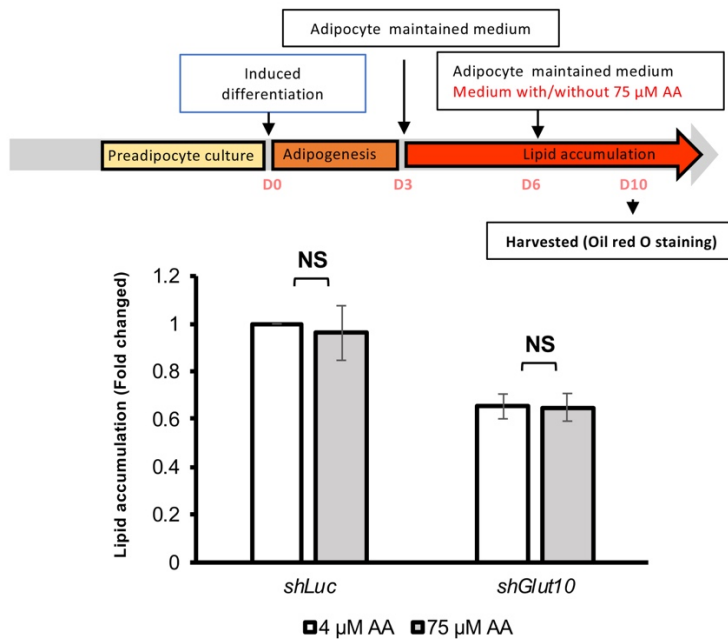 Adipocyte maintained medium
Induced
differentiation
Adipocyte maintained medium
Medium with/without 75 µM AA
Preadipocyte culture
Adipogenesis
Lipid accumulation
D0
D3
D6
D10
Harvested (Oil red O staining)
Lipid accumulation (Fold changed)
1.2
1
0.8
0.6
0.4
0.2
0
NS
NS
shLuc
shGlut10
4 µM AA
75 µM AA